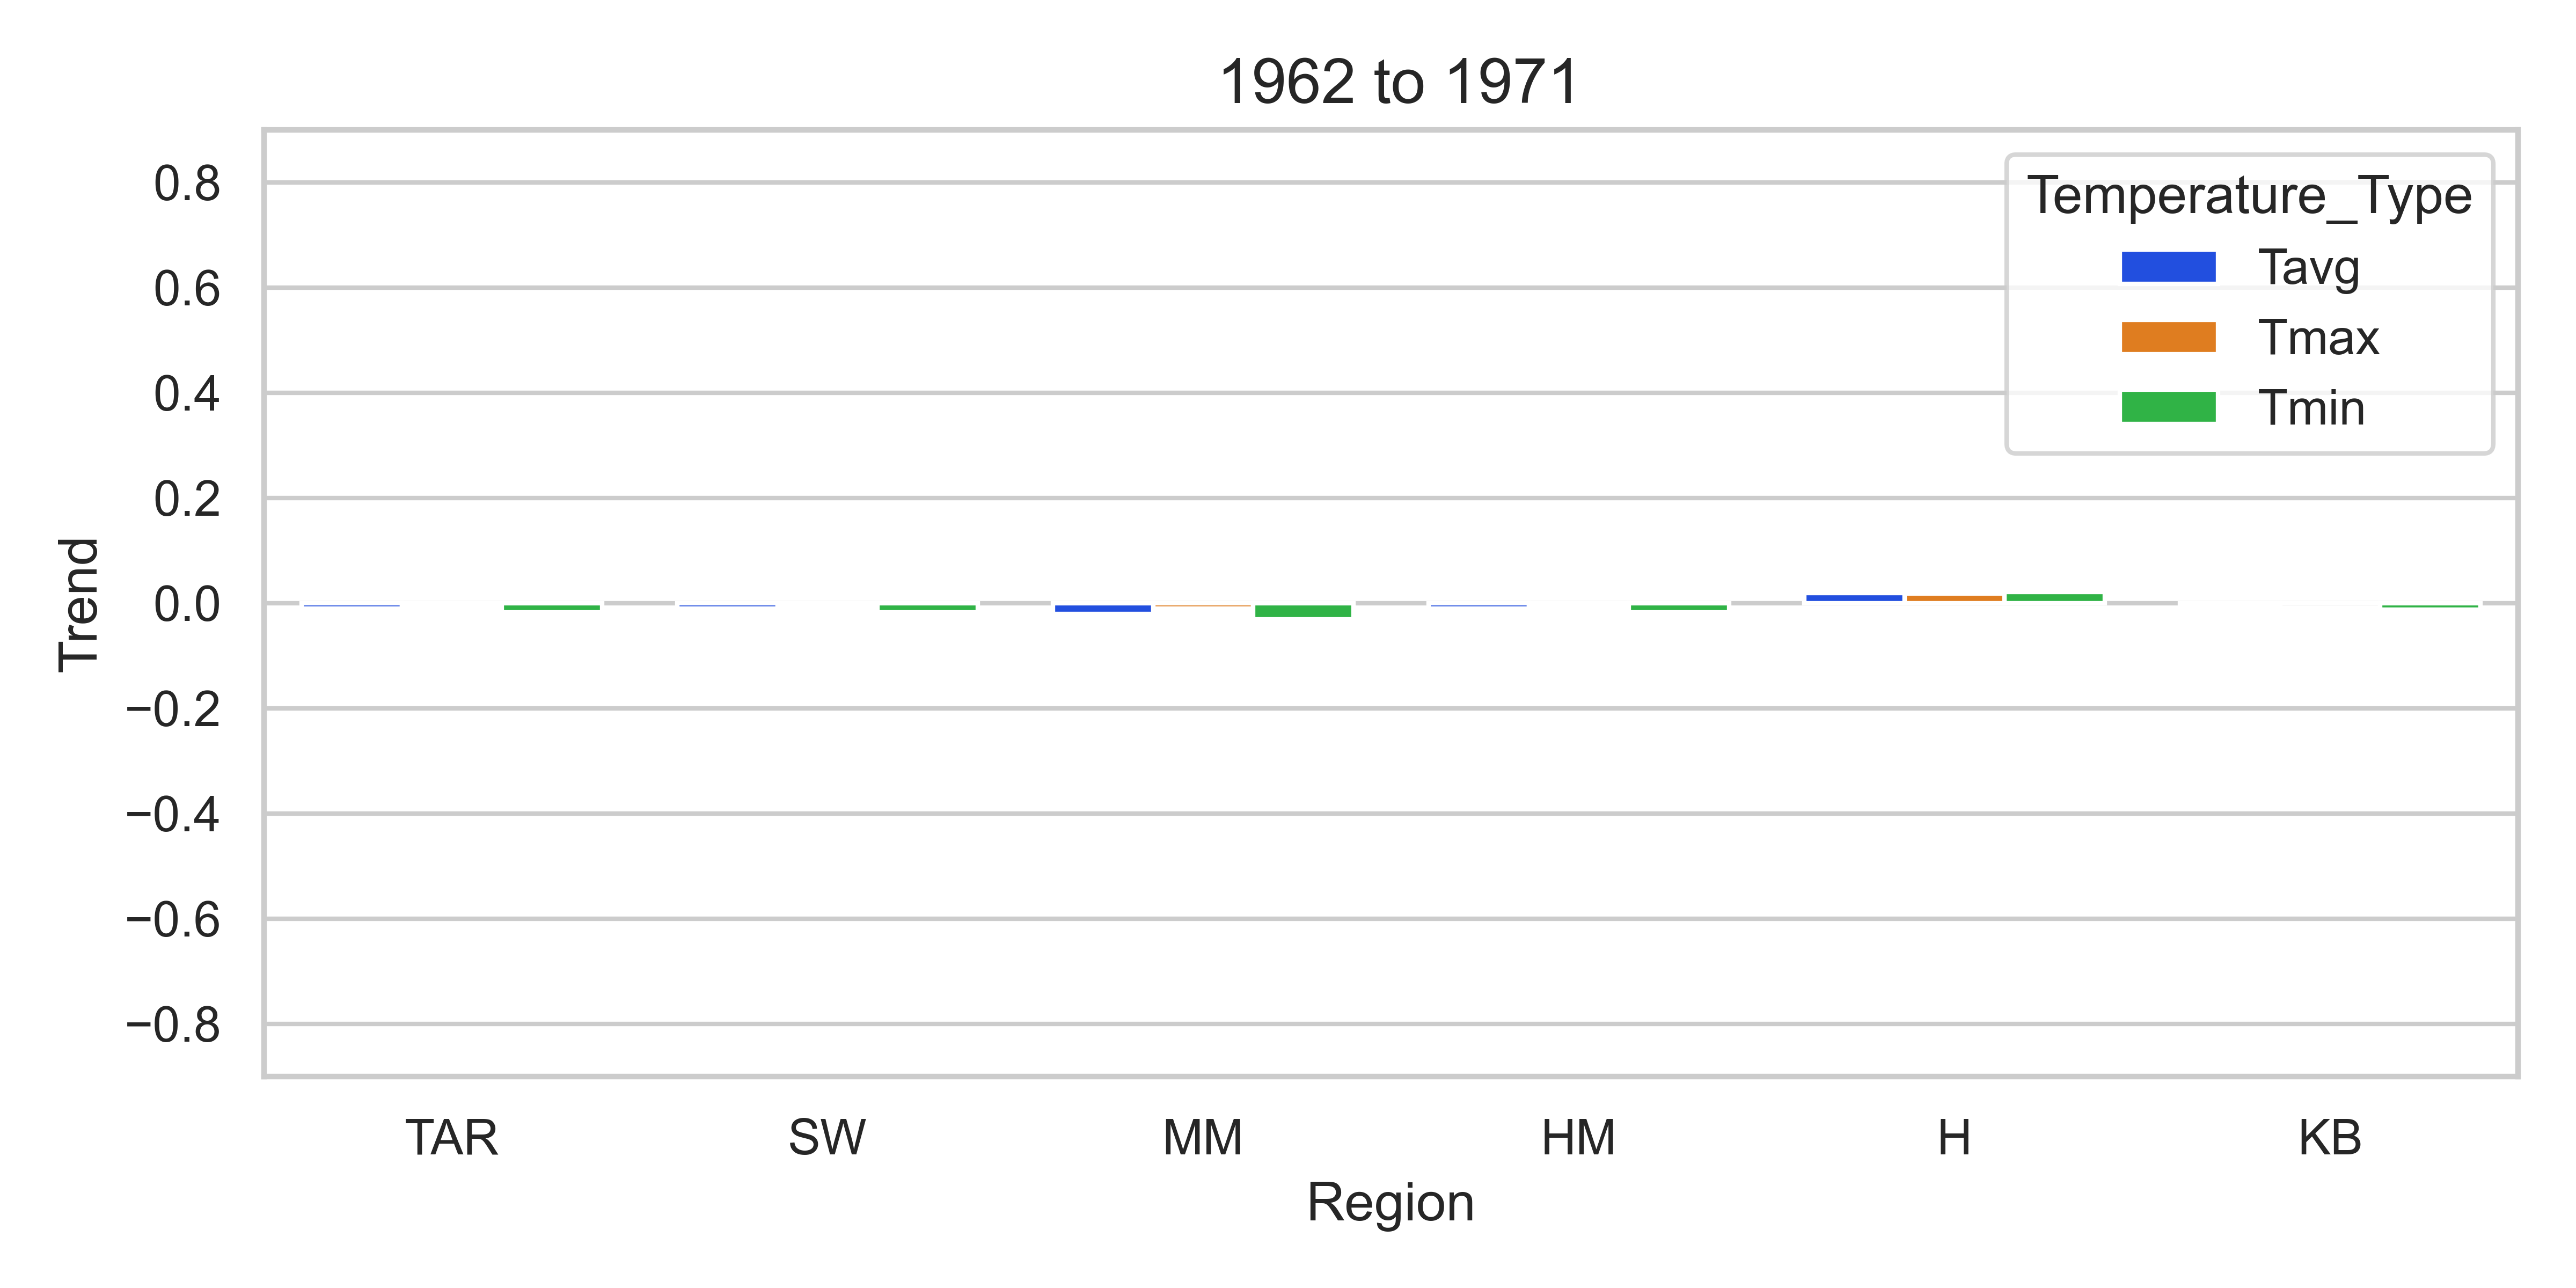 1962 to 1971
Temperature_Type
Tavg
Tmax
Tmin
Trend
0.8
0.6
0.4
0.2
0.0
−0.2
−0.4
−0.6
−0.8
TAR SW MM HM H KB
Region